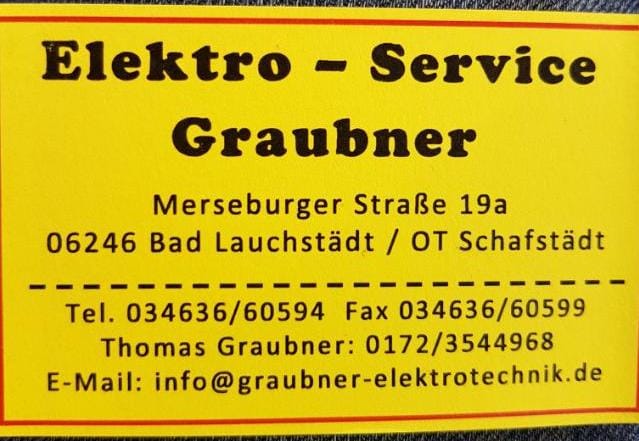 Elektro – Service
Graubner
Merseburger Straße 19a
06246 Bad Lauchstädt / OT Schafstädt
Tel. 034636/60594 Fax 034636/60599
Thomas Graubner: 0172/3544968
E-Mail: info@graubner-elektrotechnik.de